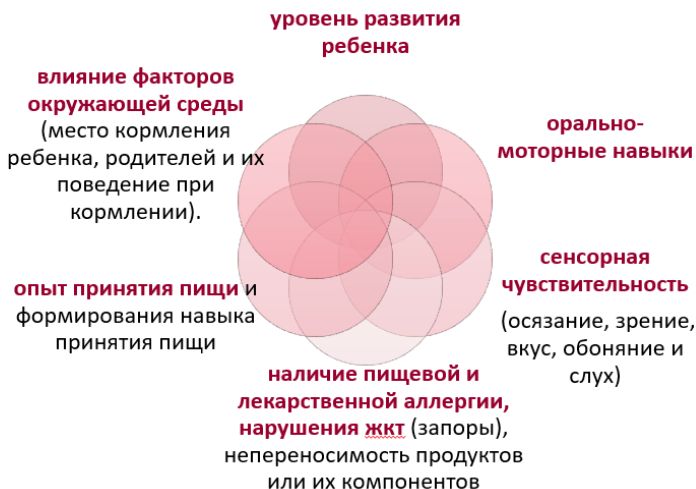 уровень развития
ребенка
влияние факторов
окружающей среды
(место кормления
ребенка, родителей и их
поведение при
кормлении).
орально-
моторные навыки
опыт принятия пищи и
формирования навыка
принятия пищи
сенсорная
чувствительность
(осязание, зрение,
вкус, обоняние и
слух)
наличие пищевой и
лекарственной аллергии,
нарушения жкт (запоры),
непереносимость продуктов
или их компонентов